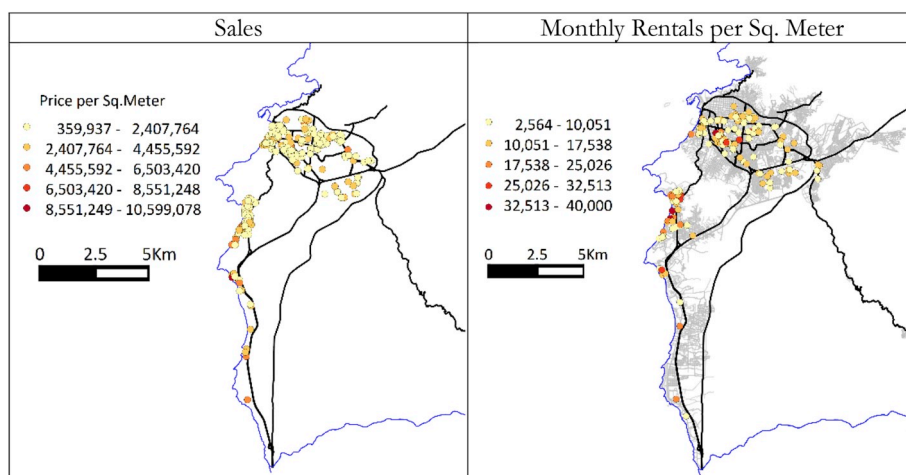 Sales
Monthly Rentals per Sq. Meter
Price per Sq.Meter
359,937 - 2,407,764
2,407,764 - 4,455,592
4,455,592 - 6,503,420
6,503,420 - 8,551,248
8,551,249 - 10,599,078
0 2.5 5Km
2,564 - 10,051
10,051 - 17,538
17,538 - 25,026
25,026 - 32,513
32,513 - 40,000
0 2.5 5Km